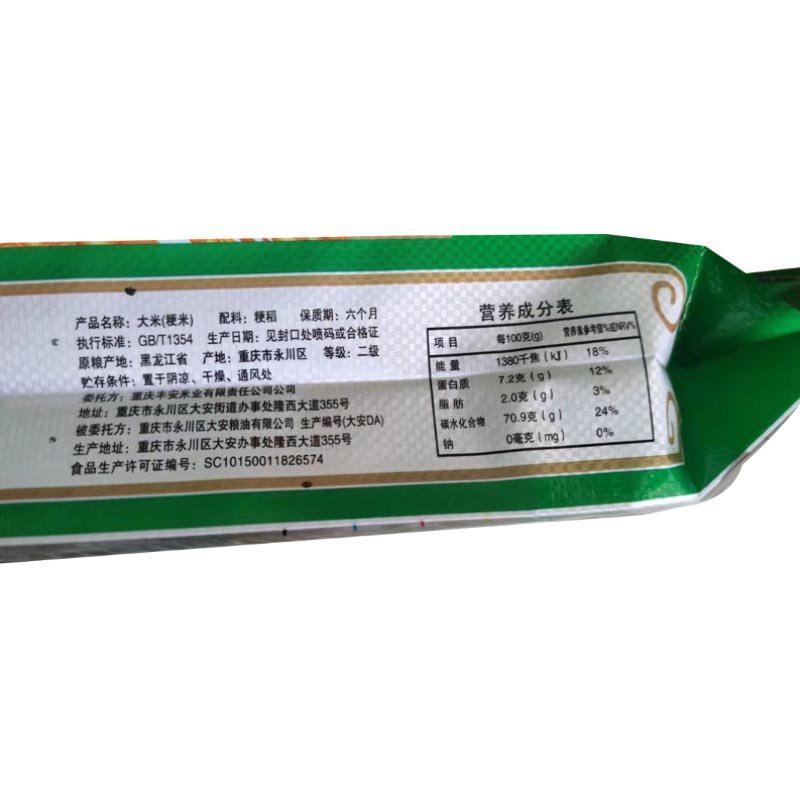 产品名称：大米(粳米) 配料：粳稻 保质期：六个月
执行标准：GB/T1354 生产日期：见封口处喷码或合格证
原粮产地：黑龙江省 产地：重庆市永川区 等级：二级
贮存条件：置于阴凉、干燥、通风处
委托方：重庆丰安米业有限责任公司
地址：重庆市永川区大安街道办事处隆西大道355号
被委托方：重庆市永川区大安粮油有限公司 生产编号(大安DA)
生产地址：重庆市永川区大安办事处隆西大道355号
食品生产许可证编号：SC10150011826574
营养成分表
项目 每100克(g) 营养素参考值%或NRV%
能量 1380千焦(kJ) 18%
蛋白质 7.2克(g) 12%
脂肪 2.0克(g) 3%
碳水化合物 70.9克(g) 24%
钠 0毫克(mg) 0%